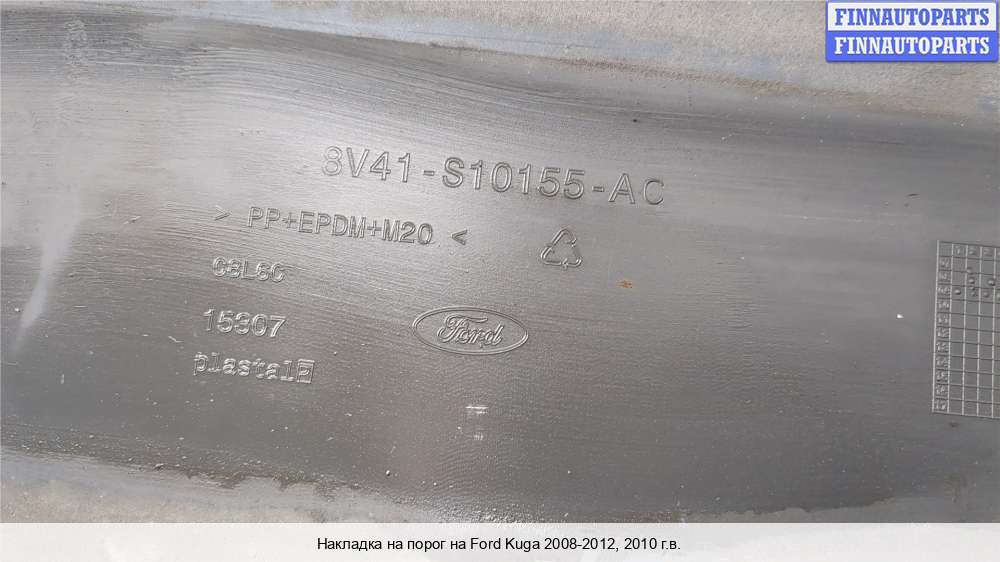 FINNAUTOPARTS
FINNAUTOPARTS
8V41-S10155-AC
> PP+EPDM+M20 <
15307
Ford
plastal
Накладка на порог на Ford Kuga 2008-2012, 2010 г.в.